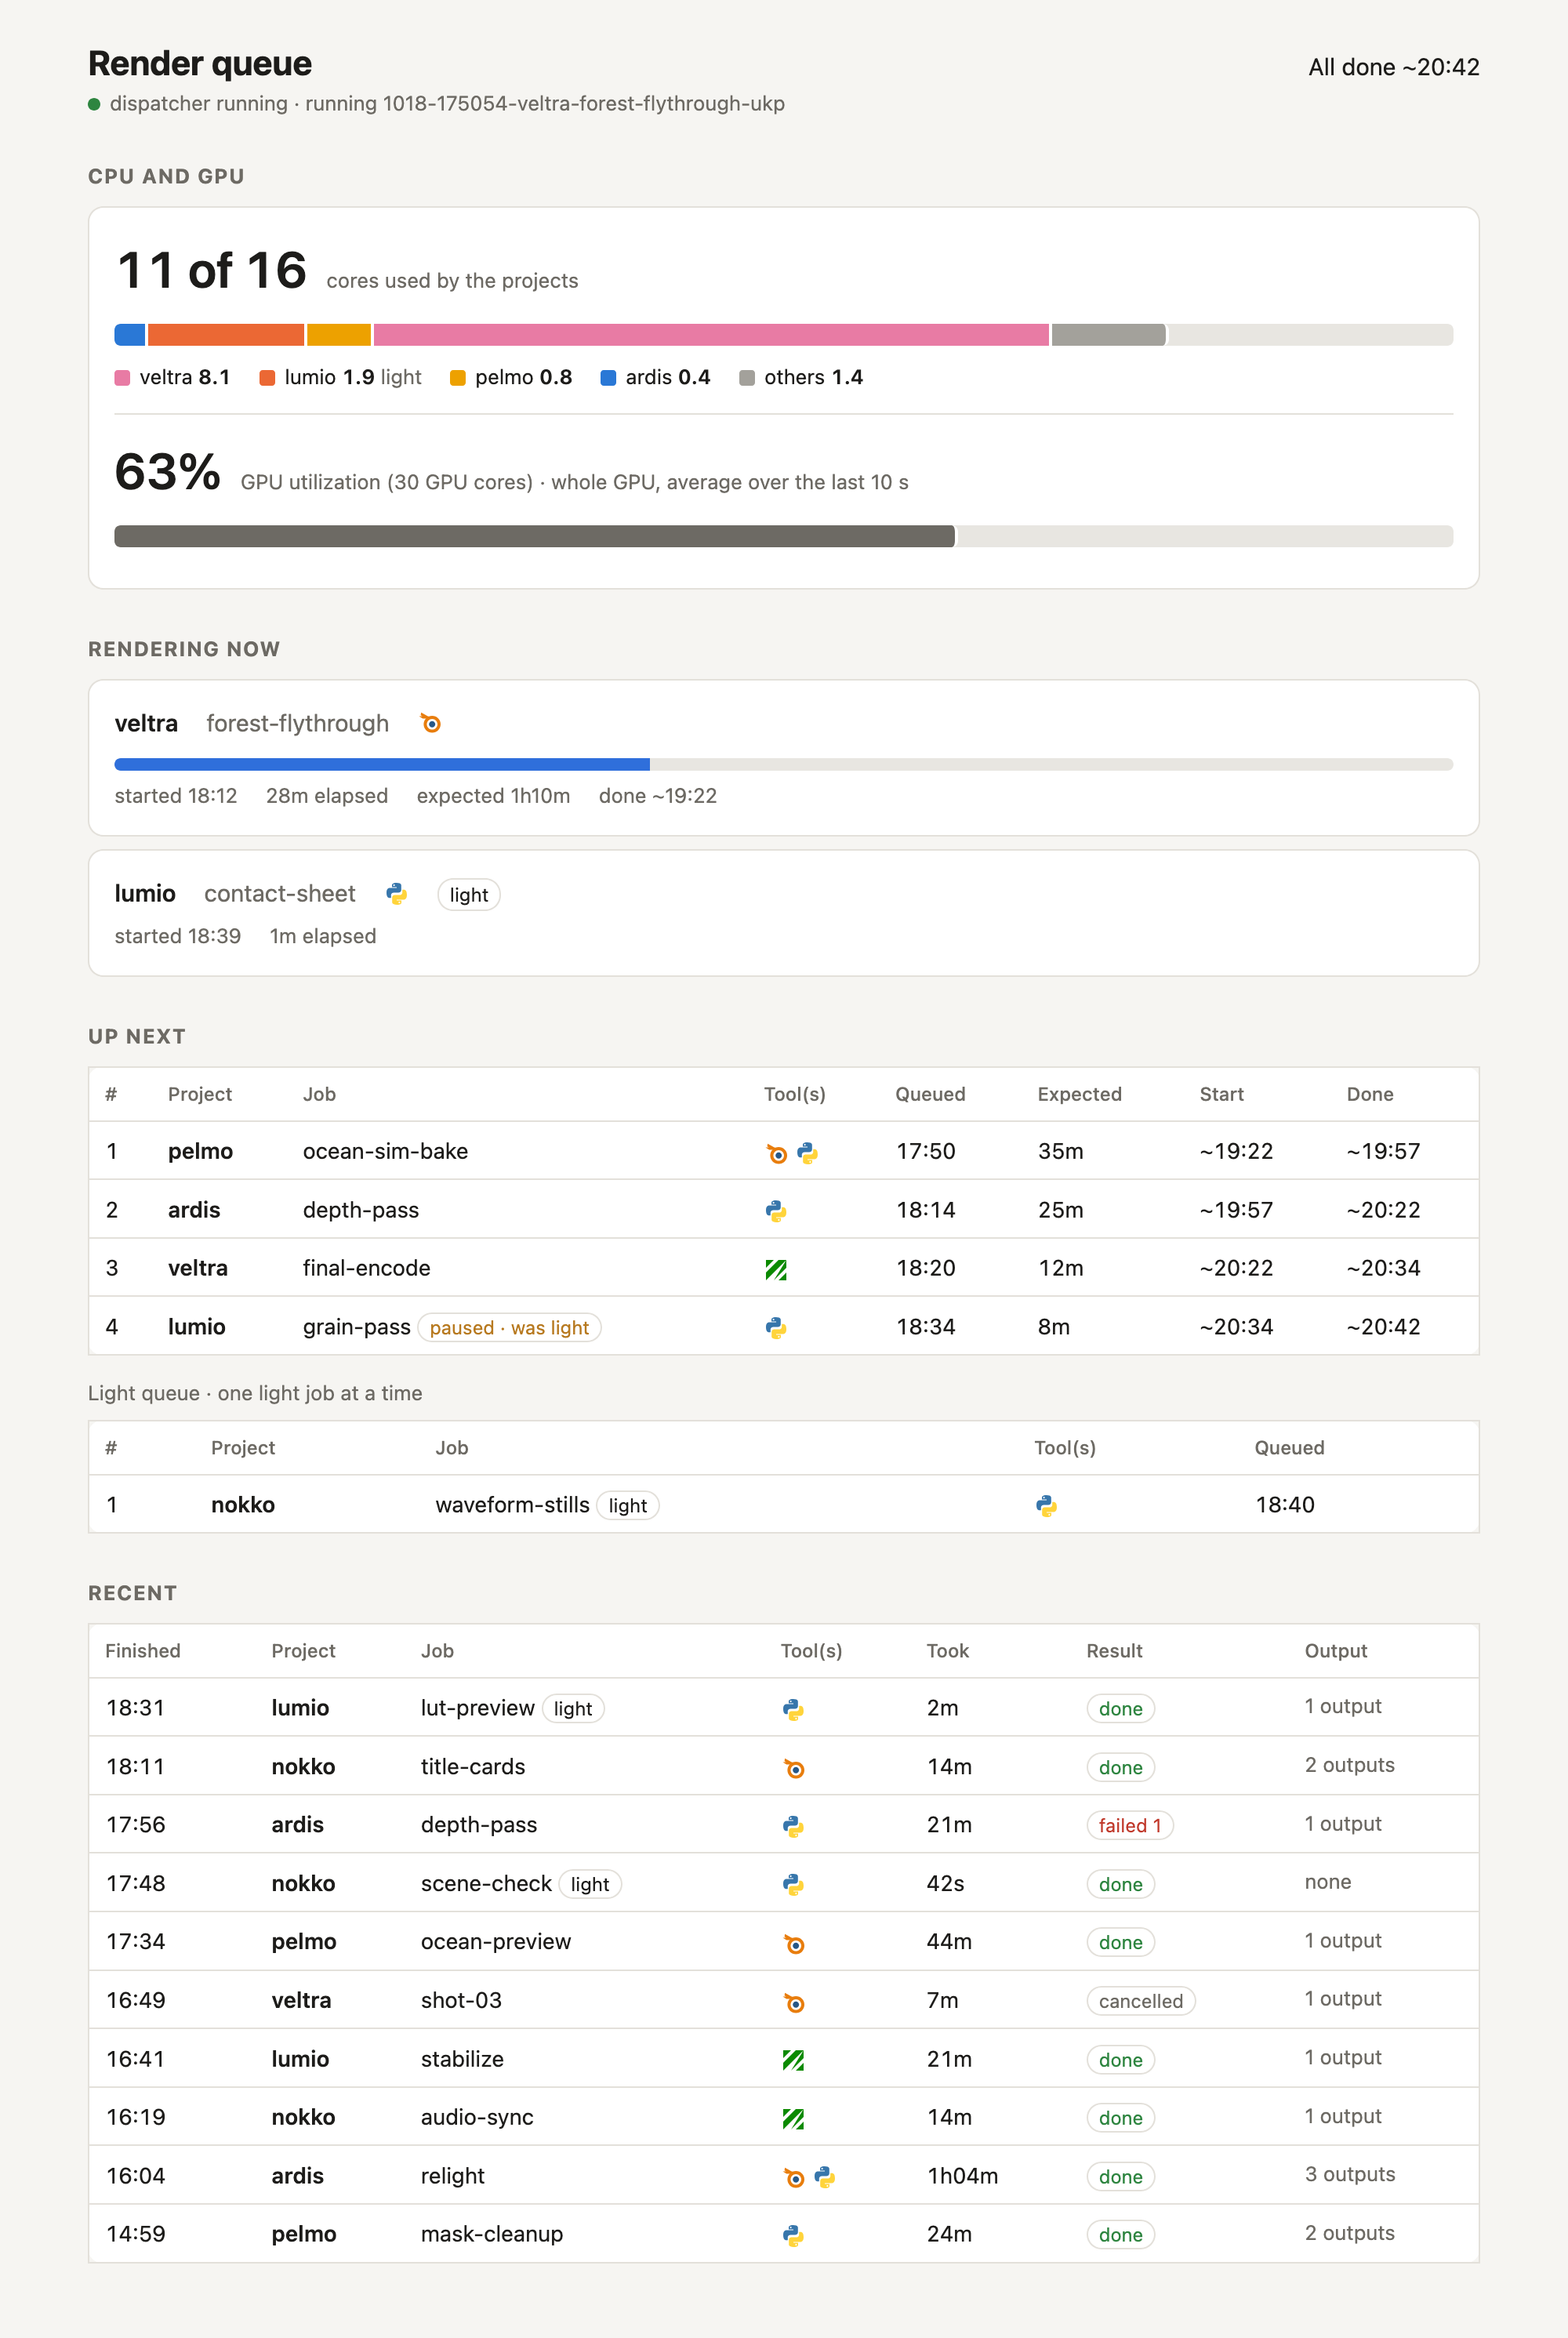 Render queue
All done ~20:42
dispatcher running · running 1018-175054-veltra-forest-flythrough-ukp
CPU AND GPU
11 of 16 cores used by the projects
veltra 8.1 lumio 1.9 light pelmo 0.8 ardis 0.4 others 1.4
63% GPU utilization (30 GPU cores) · whole GPU, average over the last 10 s
RENDERING NOW
veltra forest-flythrough
started 18:12 28m elapsed expected 1h10m done ~19:22
lumio contact-sheet light
started 18:39 1m elapsed
UP NEXT
# Project Job Tool(s) Queued Expected Start Done
1 pelmo ocean-sim-bake 17:50 35m ~19:22 ~19:57
2 ardis depth-pass 18:14 25m ~19:57 ~20:22
3 veltra final-encode 18:20 12m ~20:22 ~20:34
4 lumio grain-pass paused · was light 18:34 8m ~20:34 ~20:42
Light queue · one light job at a time
# Project Job Tool(s) Queued
1 nokko waveform-stills light 18:40
RECENT
Finished Project Job Tool(s) Took Result Output
18:31 lumio lut-preview light 2m done 1 output
18:11 nokko title-cards 14m done 2 outputs
17:56 ardis depth-pass 21m failed 1 1 output
17:48 nokko scene-check light 42s done none
17:34 pelmo ocean-preview 44m done 1 output
16:49 veltra shot-03 7m cancelled 1 output
16:41 lumio stabilize 21m done 1 output
16:19 nokko audio-sync 14m done 1 output
16:04 ardis relight 1h04m done 3 outputs
14:59 pelmo mask-cleanup 24m done 2 outputs